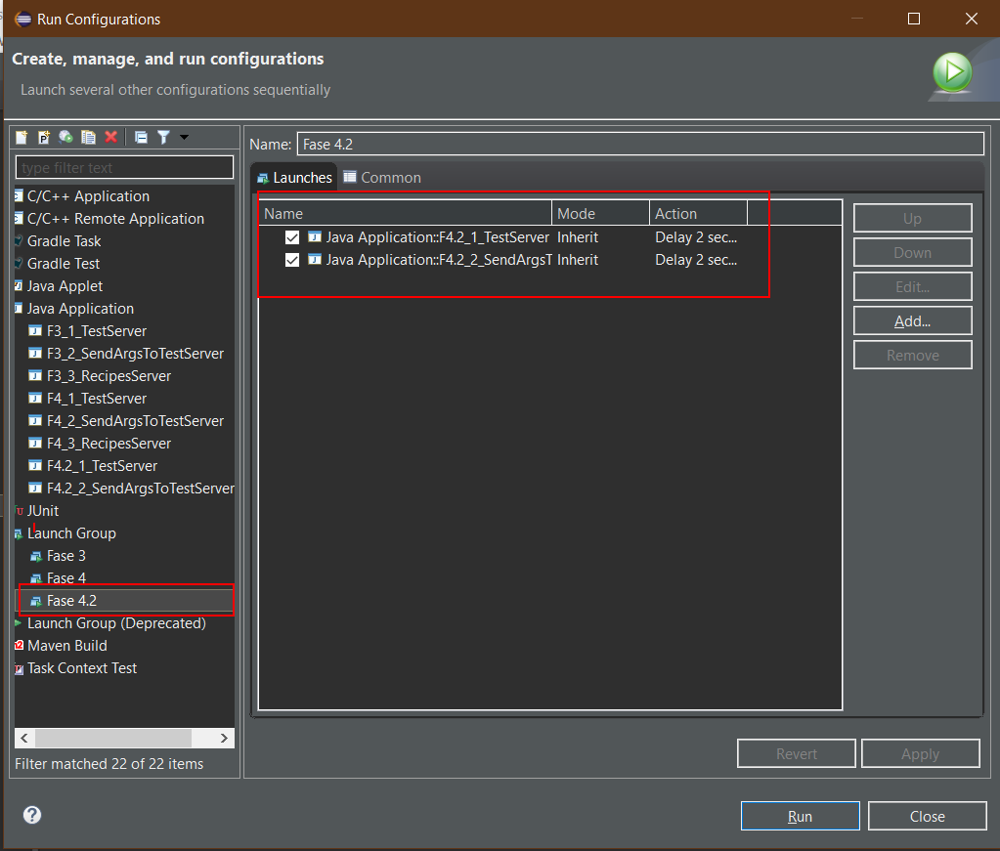 Run Configurations
Create, manage, and run configurations
Launch several other configurations sequentially
type filter text
C/C++ Application
C/C++ Remote Application
Gradle Task
Gradle Test
Java Applet
Java Application
F3_1_TestServer
F3_2_SendArgsToTestServer
F3_3_RecipesServer
F4_1_TestServer
F4_2_SendArgsToTestServer
F4_3_RecipesServer
F4.2_1_TestServer
F4.2_2_SendArgsToTestServer
JUnit
Launch Group
Fase 3
Fase 4
Fase 4.2
Launch Group (Deprecated)
Maven Build
Task Context Test
Filter matched 22 of 22 items
Name: Fase 4.2
Launches Common
Name Mode Action
Java Application::F4.2_1_TestServer Inherit Delay 2 sec...
Java Application::F4.2_2_SendArgsT Inherit Delay 2 sec...
Up
Down
Edit...
Add...
Remove
Revert Apply
Run Close